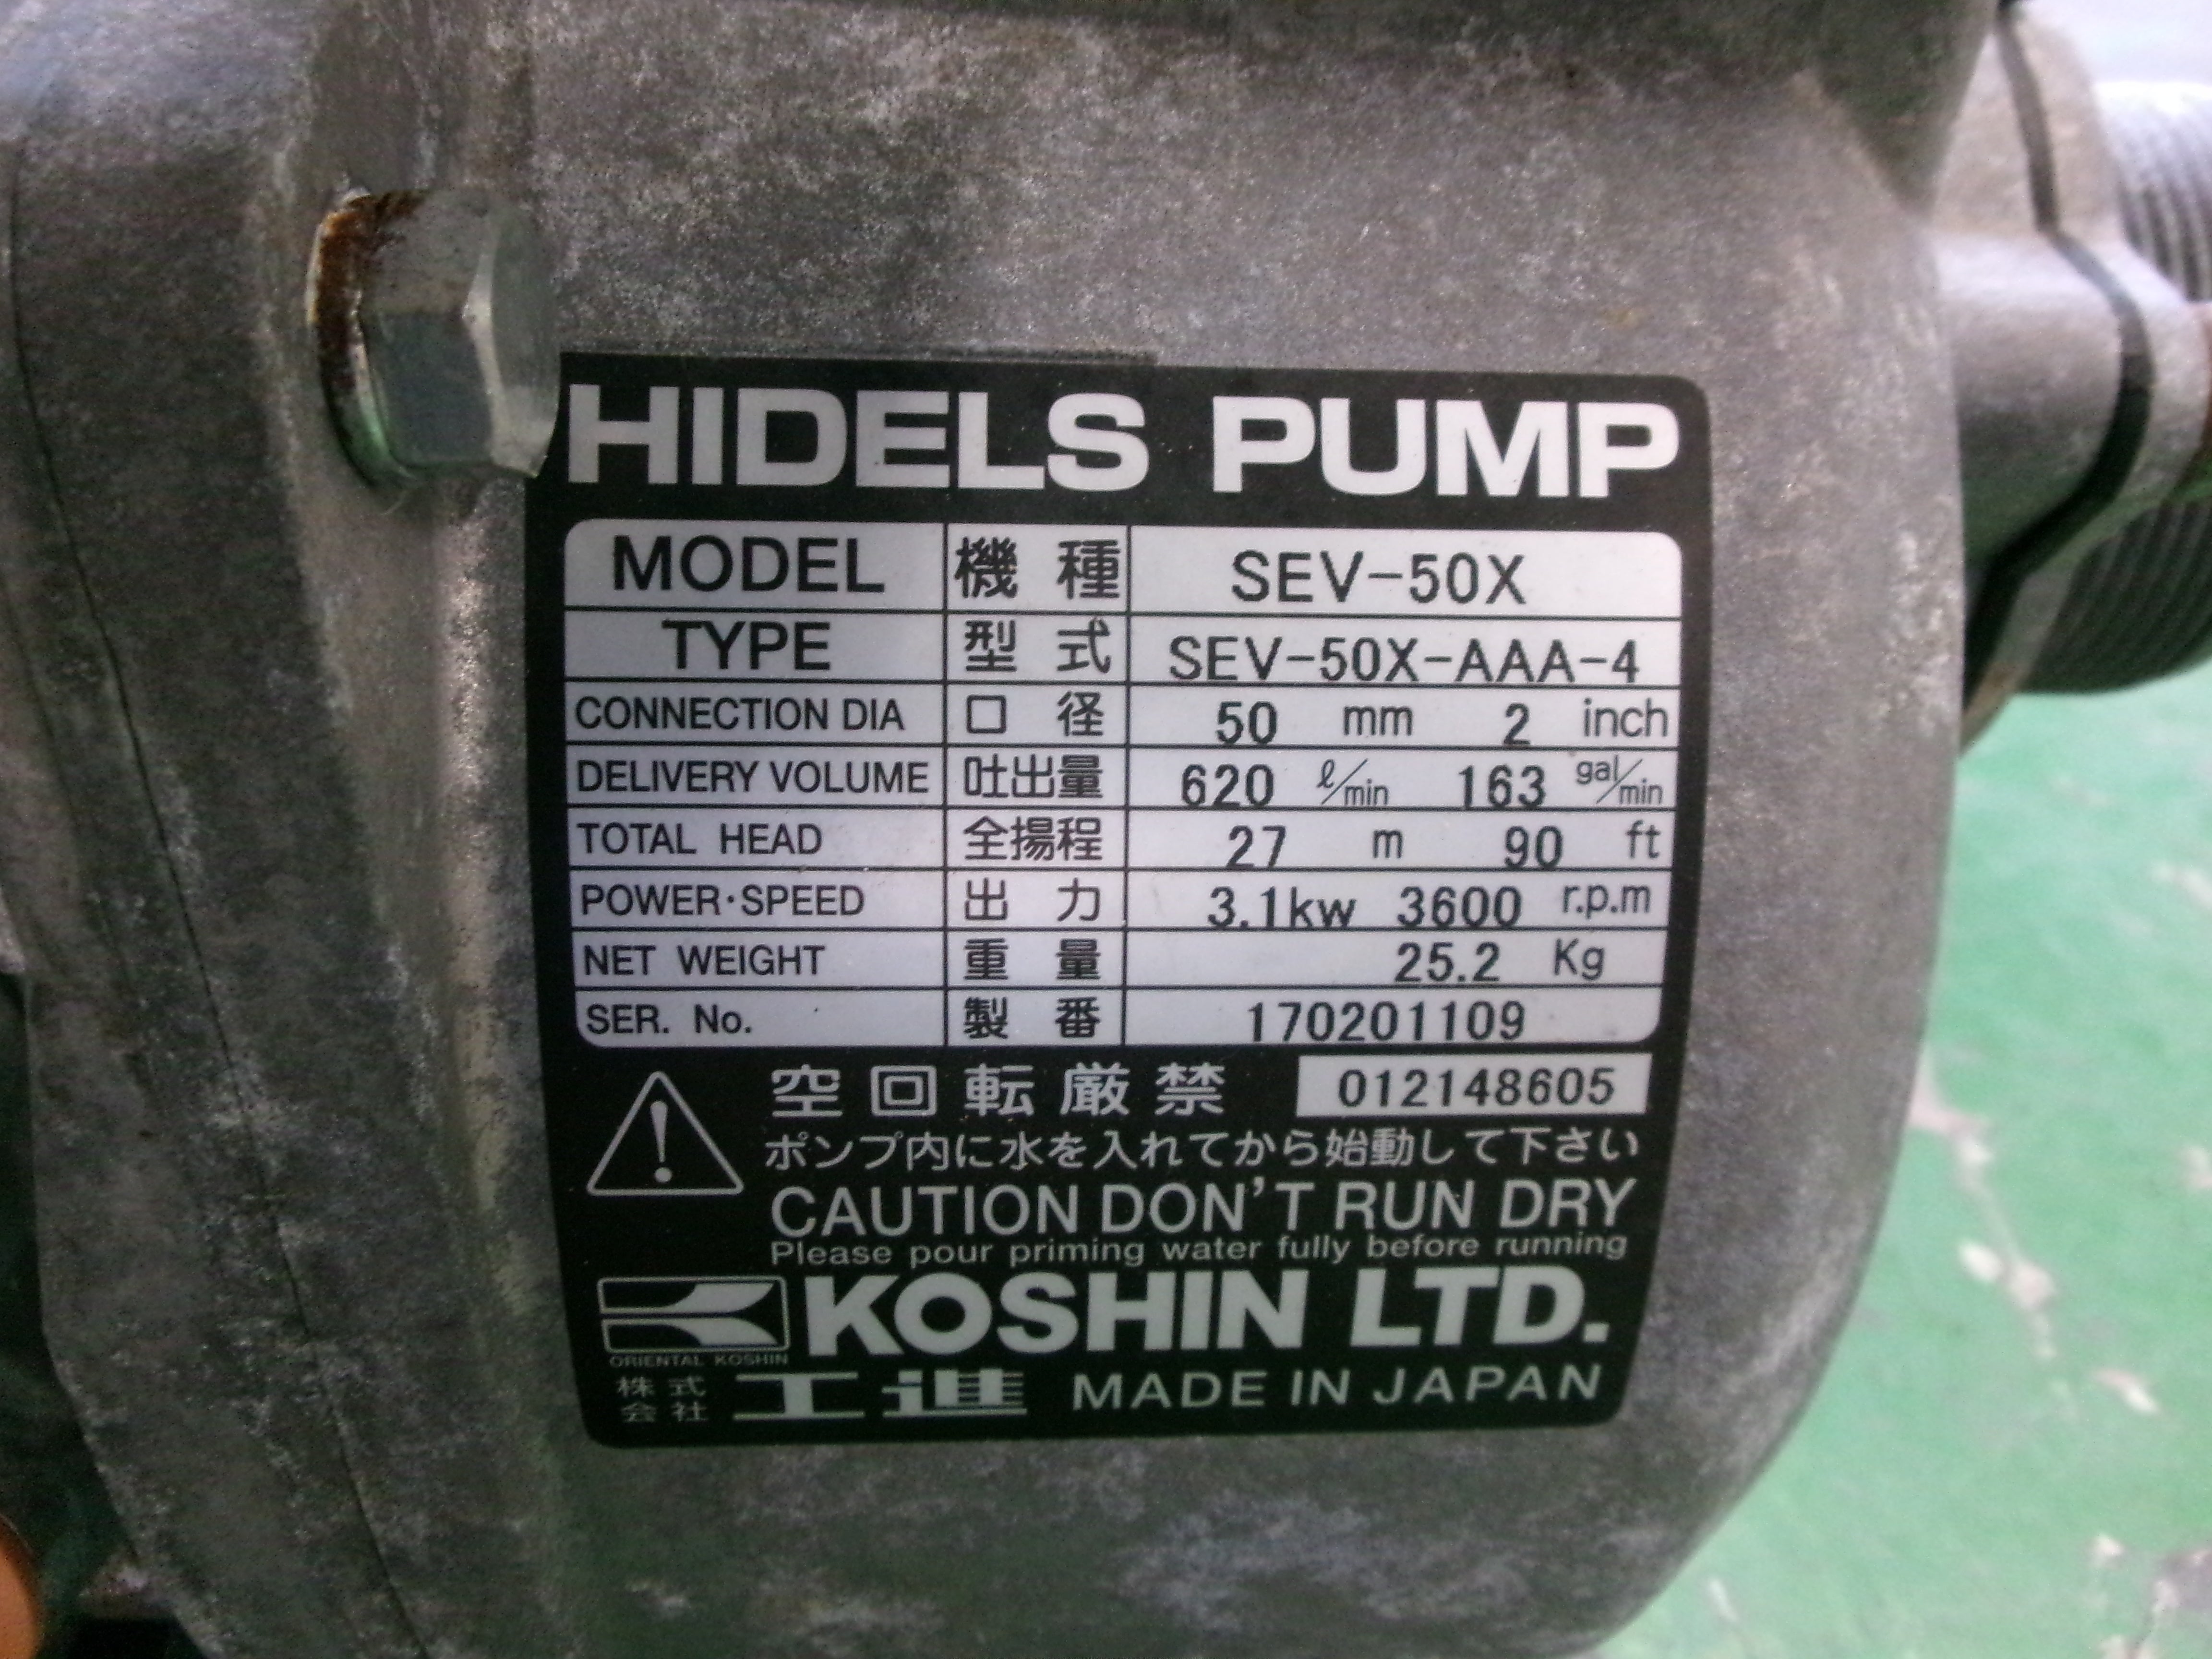 HIDELS PUMP
MODEL 機種 SEV-50X
TYPE 型式 SEV-50X-AAA-4
CONNECTION DIA 口径 50 mm 2 inch
DELIVERY VOLUME 吐出量 620 ℓ/min 163 gal/min
TOTAL HEAD 全揚程 27 m 90 ft
POWER・SPEED 出力 3.1kw 3600 r.p.m
NET WEIGHT 重量 25.2 Kg
SER. No. 製番 170201109
空回転厳禁 012148605
ポンプ内に水を入れてから始動して下さい
CAUTION DON'T RUN DRY
Please pour priming water fully before running
KOSHIN LTD.
ORIENTAL KOSHIN
株式会社 工進 MADE IN JAPAN